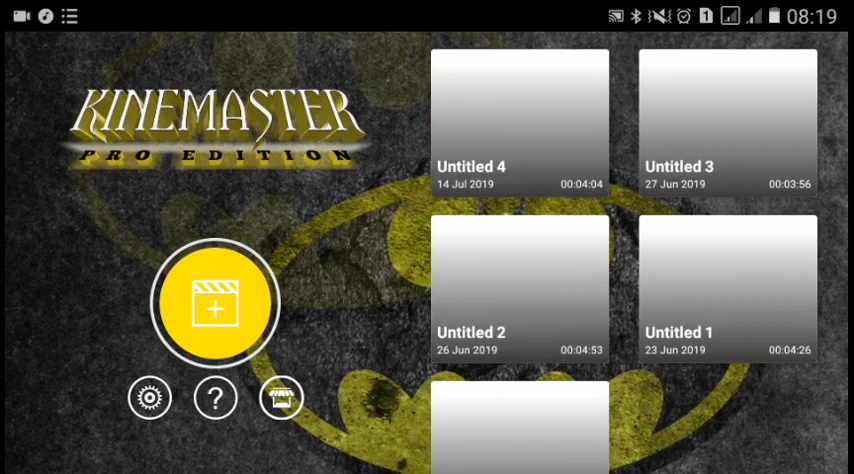 08:19
KINEMASTER
PRO EDITION
Untitled 4
14 Jul 2019 00:04:04
Untitled 3
27 Jun 2019 00:03:56
Untitled 2
26 Jun 2019 00:04:53
Untitled 1
23 Jun 2019 00:04:26
?